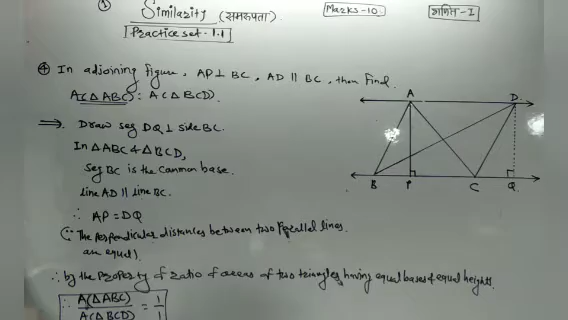 ① Similarity (समरूपता). Marks-10. गणित-I
Practice set-1.1
④ In adjoining figure, AP ⊥ BC, AD || BC, then Find.
A(△ABC) : A(△BCD).
⇒. Draw seg DQ ⊥ side BC.
In △ABC & △BCD,
Seg BC is the Common base.
Line AD || Line BC.
∴ AP = DQ
(∵ The Perpendicular distances between two Parallel lines
are equal).
∴ by the Property of ratio of areas of two triangles having equal bases & equal heights.
∴ A(△ABC) / A(△BCD) = 1/1
A D
B P C Q